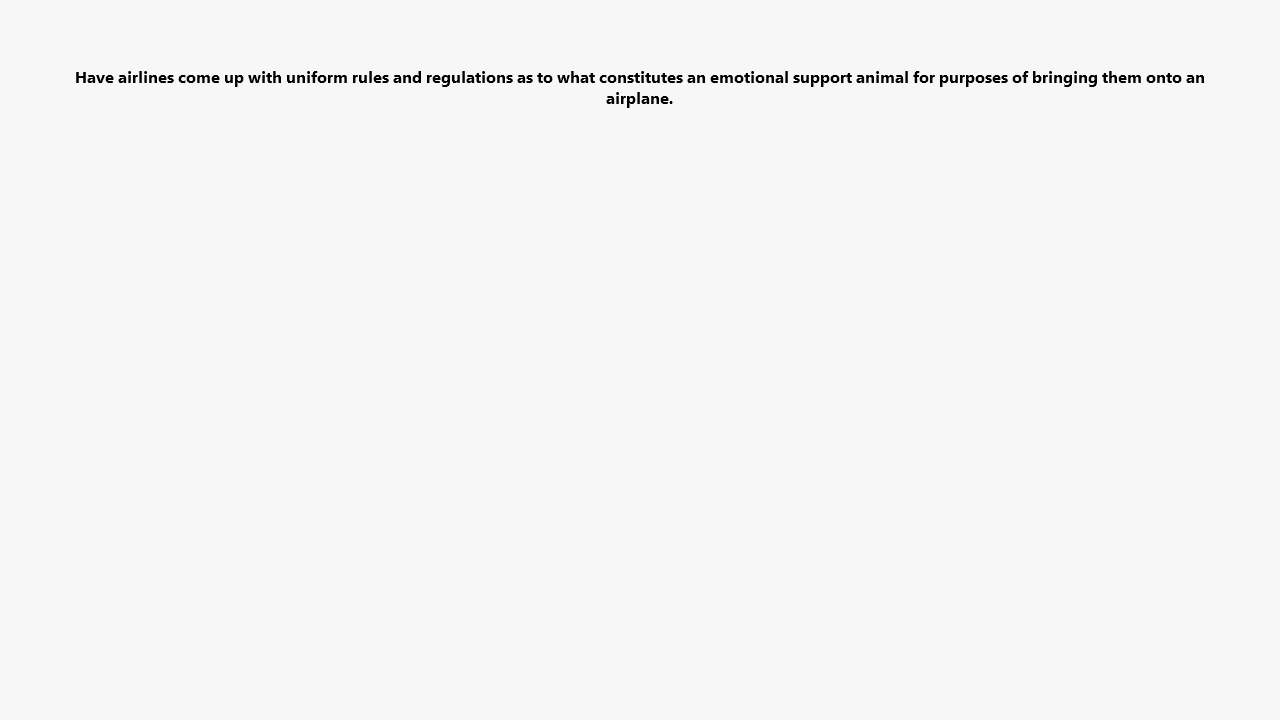 Have airlines come up with uniform rules and regulations as to what constitutes an emotional support animal for purposes of bringing them onto an
airplane.